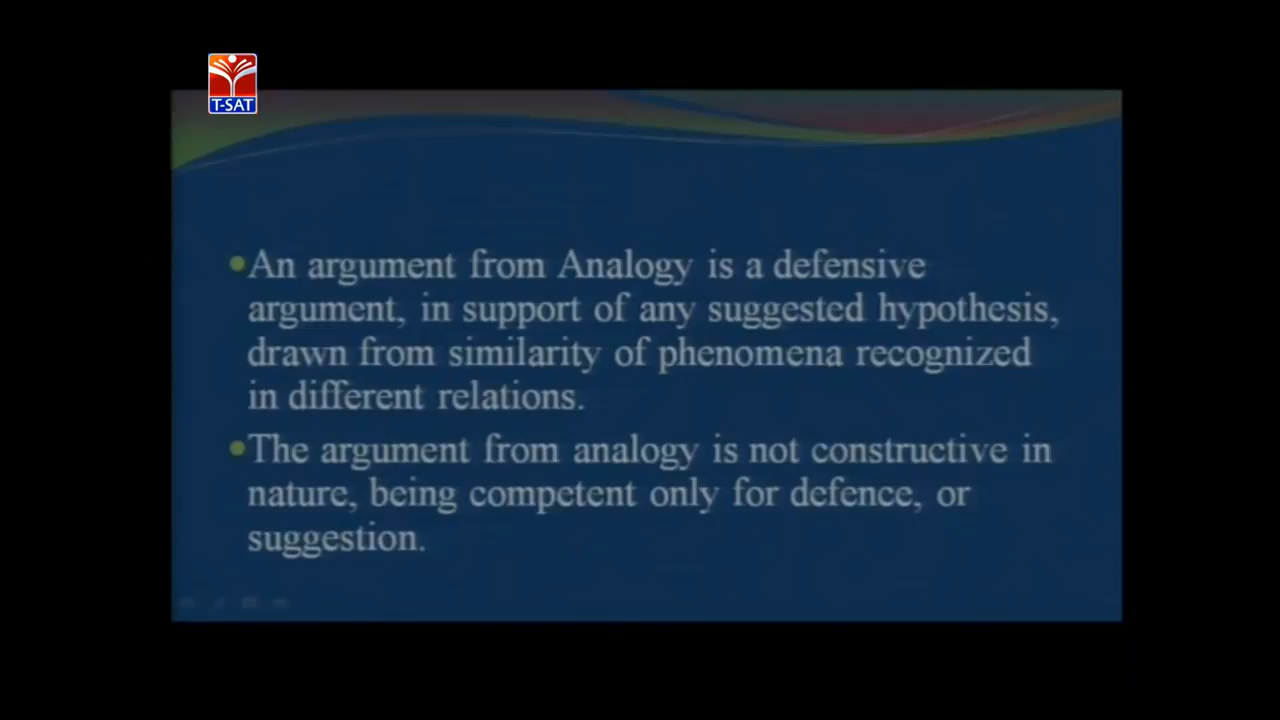 T-SAT
•An argument from Analogy is a defensive
argument, in support of any suggested hypothesis,
drawn from similarity of phenomena recognized
in different relations.
•The argument from analogy is not constructive in
nature, being competent only for defence, or
suggestion.